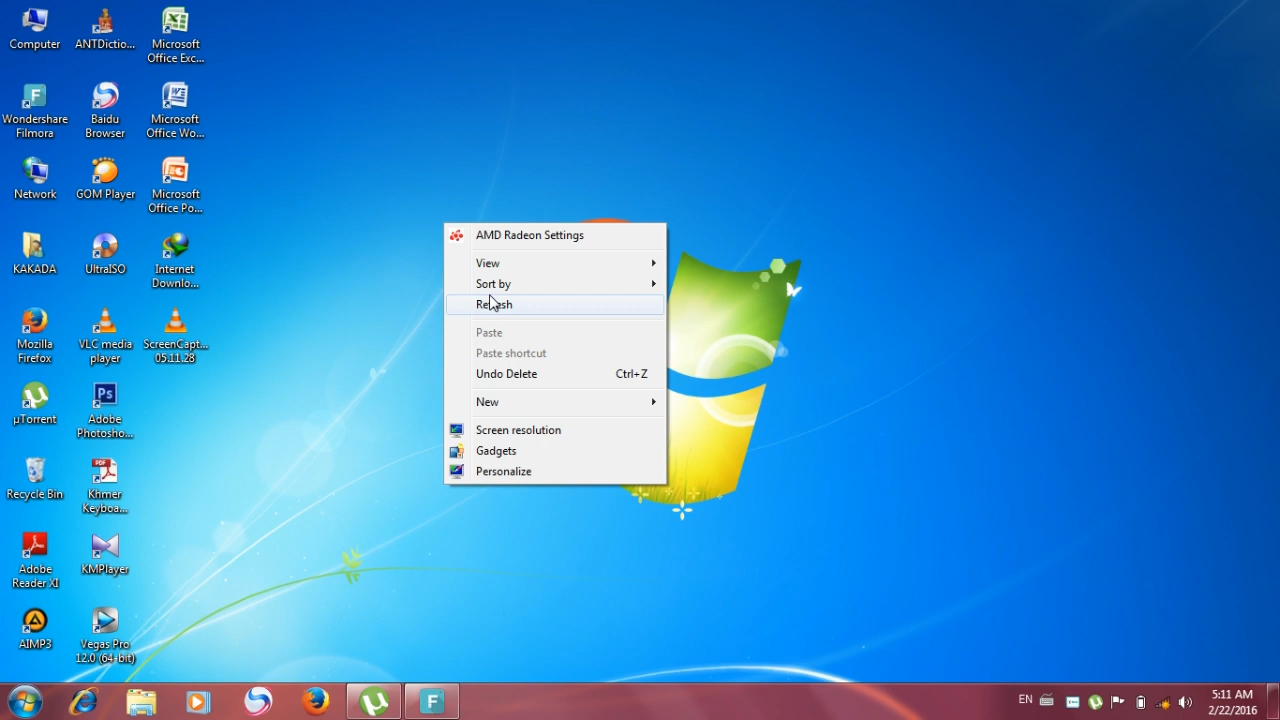 Computer
ANTDictio...
Microsoft
Office Exc...
Wondershare
Filmora
Baidu
Browser
Microsoft
Office Wo...
Network
GOM Player
Microsoft
Office Po...
KAKADA
UltraISO
Internet
Downlo...
Mozilla
Firefox
VLC media
player
ScreenCapt...
05.11.28
µTorrent
Adobe
Photosho...
Recycle Bin
Khmer
Keyboa...
Adobe
Reader XI
KMPlayer
AIMP3
Vegas Pro
12.0 (64-bit)
AMD Radeon Settings
View
Sort by
Refresh
Paste
Paste shortcut
Undo Delete Ctrl+Z
New
Screen resolution
Gadgets
Personalize
EN
5:11 AM
2/22/2016